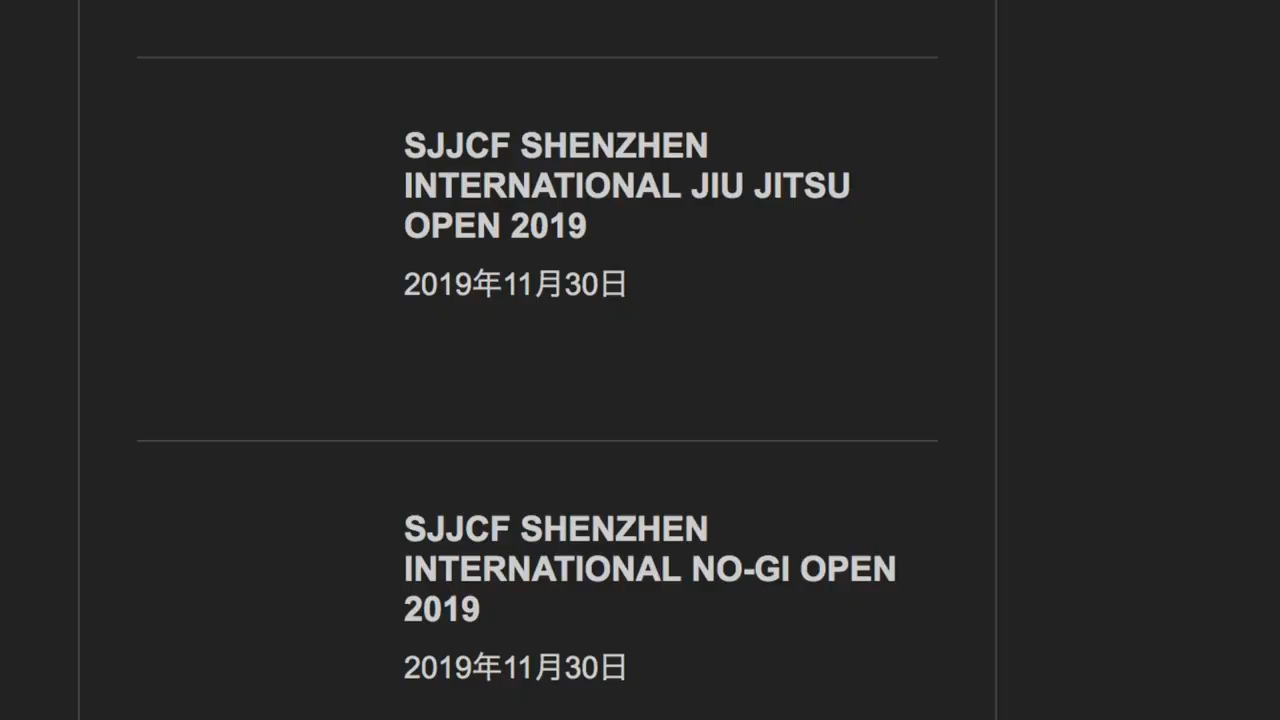 SJJCF SHENZHEN
INTERNATIONAL JIU JITSU
OPEN 2019
2019年11月30日
SJJCF SHENZHEN
INTERNATIONAL NO-GI OPEN
2019
2019年11月30日